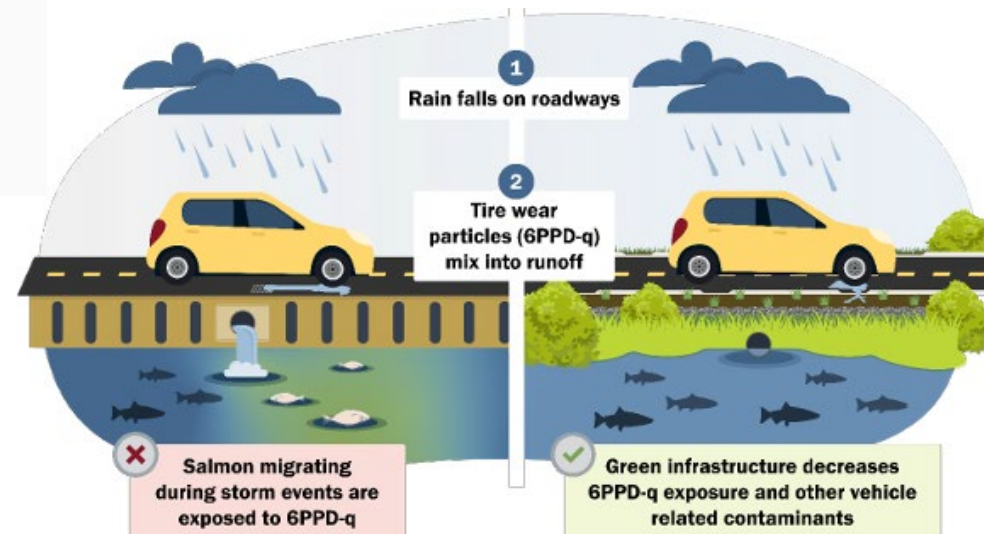 1
Rain falls on roadways
2
Tire wear
particles (6PPD-q)
mix into runoff
Salmon migrating
during storm events are
exposed to 6PPD-q
Green infrastructure decreases
6PPD-q exposure and other vehicle
related contaminants